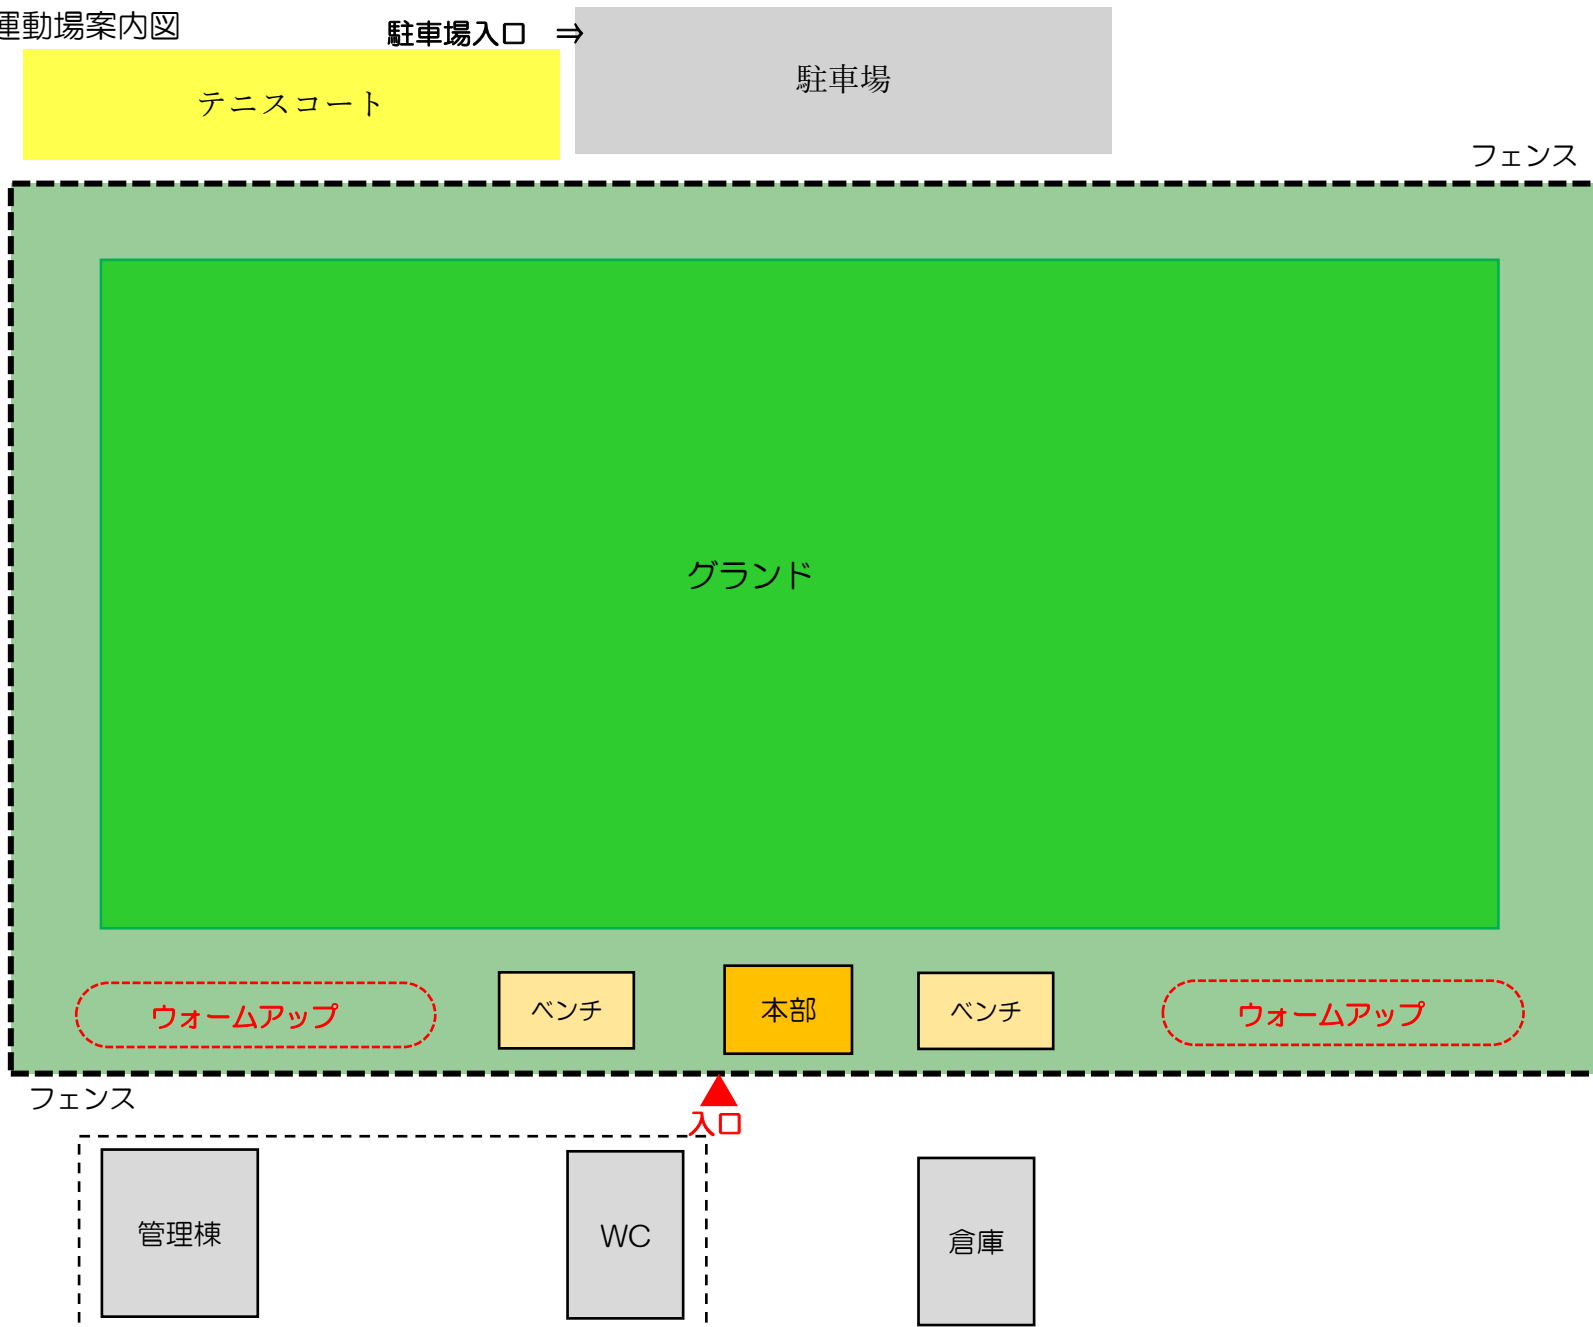 運動場案内図
駐車場入口 ⇒
駐車場
テニスコート
フェンス
グランド
ウォームアップ
ベンチ
本部
ベンチ
ウォームアップ
フェンス
入口
管理棟
WC
倉庫